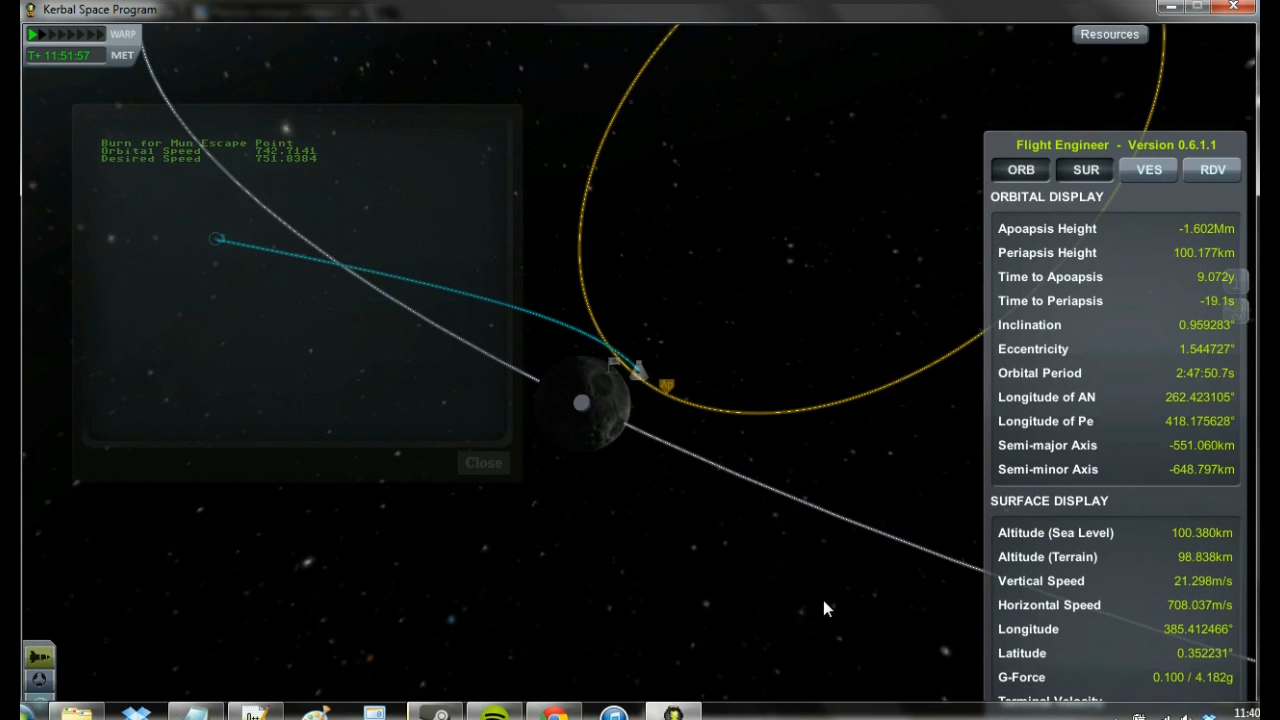 Kerbal Space Program
WARP
T+ 11:51:57 MET
Resources
Burn for Mun Escape Point
Orbital Speed 742.7141
Desired Speed 751.8384
Close
Ap
Flight Engineer - Version 0.6.1.1
ORB SUR VES RDV
ORBITAL DISPLAY
Apoapsis Height -1.602Mm
Periapsis Height 100.177km
Time to Apoapsis 9.072y
Time to Periapsis -19.1s
Inclination 0.959283°
Eccentricity 1.544727°
Orbital Period 2:47:50.7s
Longitude of AN 262.423105°
Longitude of Pe 418.175628°
Semi-major Axis -551.060km
Semi-minor Axis -648.797km
SURFACE DISPLAY
Altitude (Sea Level) 100.380km
Altitude (Terrain) 98.838km
Vertical Speed 21.298m/s
Horizontal Speed 708.037m/s
Longitude 385.412466°
Latitude 0.352231°
G-Force 0.100 / 4.182g
Terminal Velocity
11:40